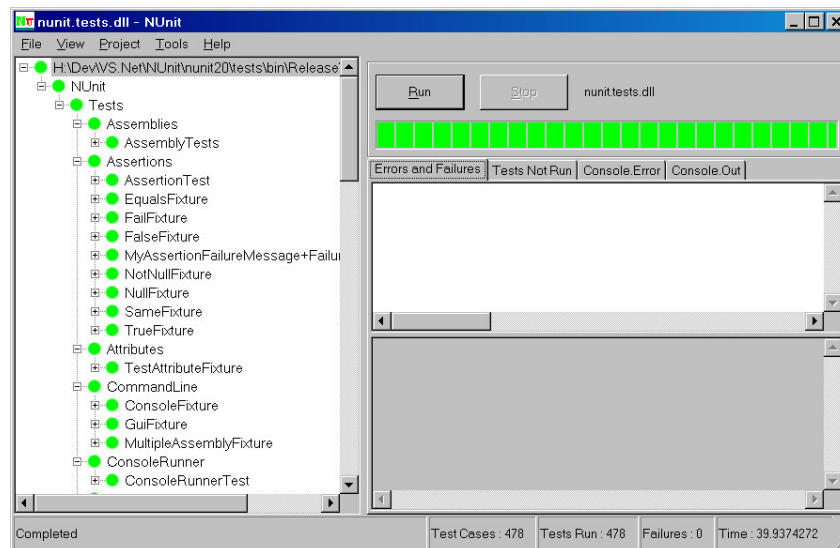 Nu nunit.tests.dll - NUnit
File View Project Tools Help
H:\Dev\VS.Net\NUnit\nunit20\tests\bin\Release\
NUnit
Tests
Assemblies
AssemblyTests
Assertions
AssertionTest
EqualsFixture
FailFixture
FalseFixture
MyAssertionFailureMessage+Failu
NotNullFixture
NullFixture
SameFixture
TrueFixture
Attributes
TestAttributeFixture
CommandLine
ConsoleFixture
GuiFixture
MultipleAssemblyFixture
ConsoleRunner
ConsoleRunnerTest
Run Stop nunit.tests.dll
Errors and Failures Tests Not Run Console.Error Console.Out
Completed Test Cases : 478 Tests Run : 478 Failures : 0 Time : 39.9374272